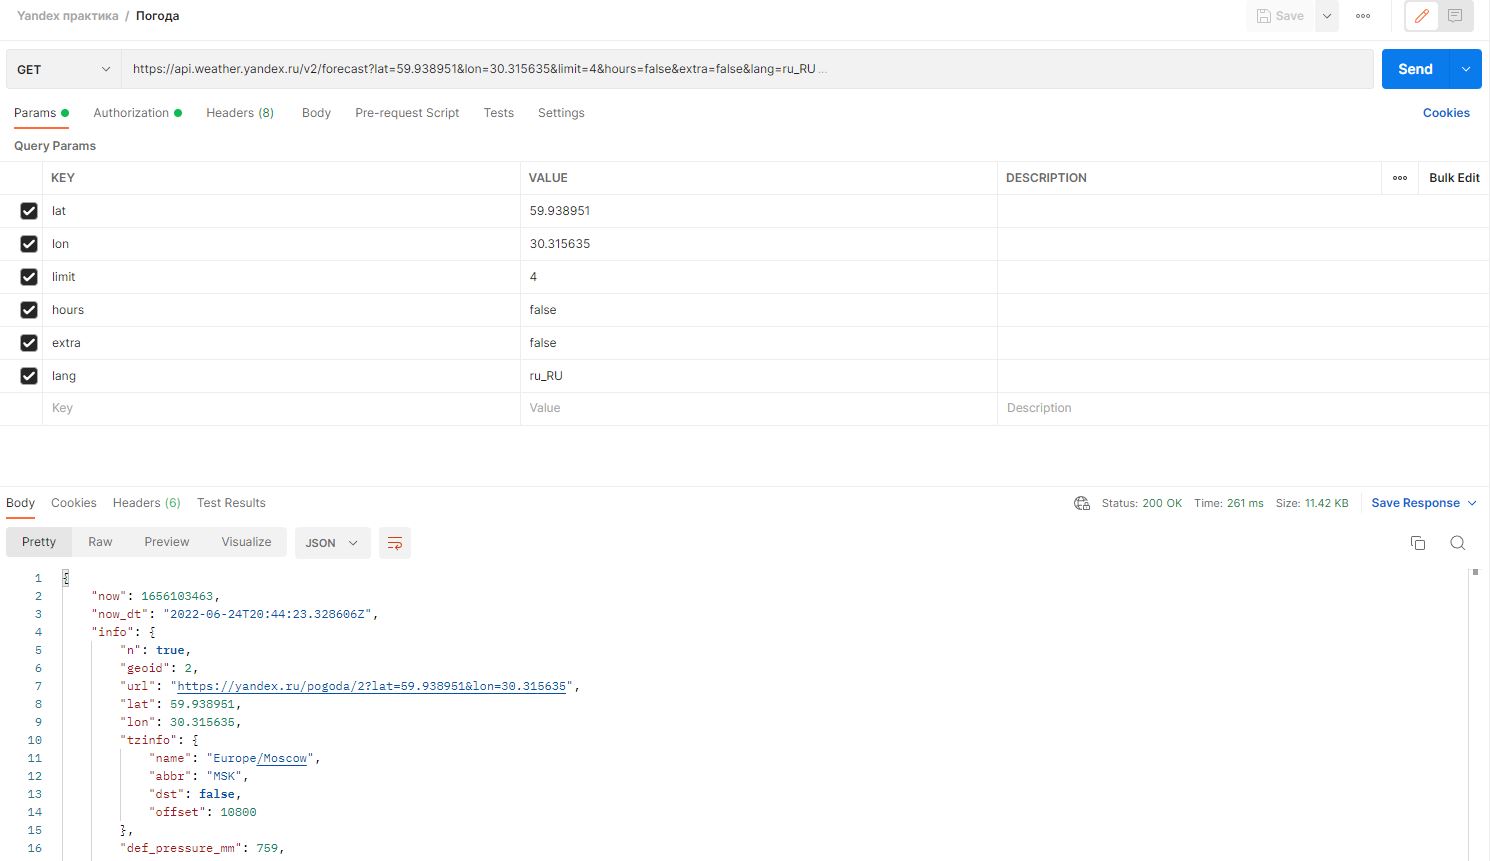 Yandex практика / Погода
Save
GET
https://api.weather.yandex.ru/v2/forecast?lat=59.938951&lon=30.315635&limit=4&hours=false&extra=false&lang=ru_RU ...
Send
Params
Authorization
Headers (8)
Body
Pre-request Script
Tests
Settings
Cookies
Query Params
KEY VALUE DESCRIPTION
Bulk Edit
lat 59.938951
lon 30.315635
limit 4
hours false
extra false
lang ru_RU
Key Value Description
Body Cookies Headers (6) Test Results
Status: 200 OK Time: 261 ms Size: 11.42 KB
Save Response
Pretty Raw Preview Visualize JSON
1 {
2 "now": 1656103463,
3 "now_dt": "2022-06-24T20:44:23.328606Z",
4 "info": {
5 "n": true,
6 "geoid": 2,
7 "url": "https://yandex.ru/pogoda/2?lat=59.938951&lon=30.315635",
8 "lat": 59.938951,
9 "lon": 30.315635,
10 "tzinfo": {
11 "name": "Europe/Moscow",
12 "abbr": "MSK",
13 "dst": false,
14 "offset": 10800
15 },
16 "def_pressure_mm": 759,